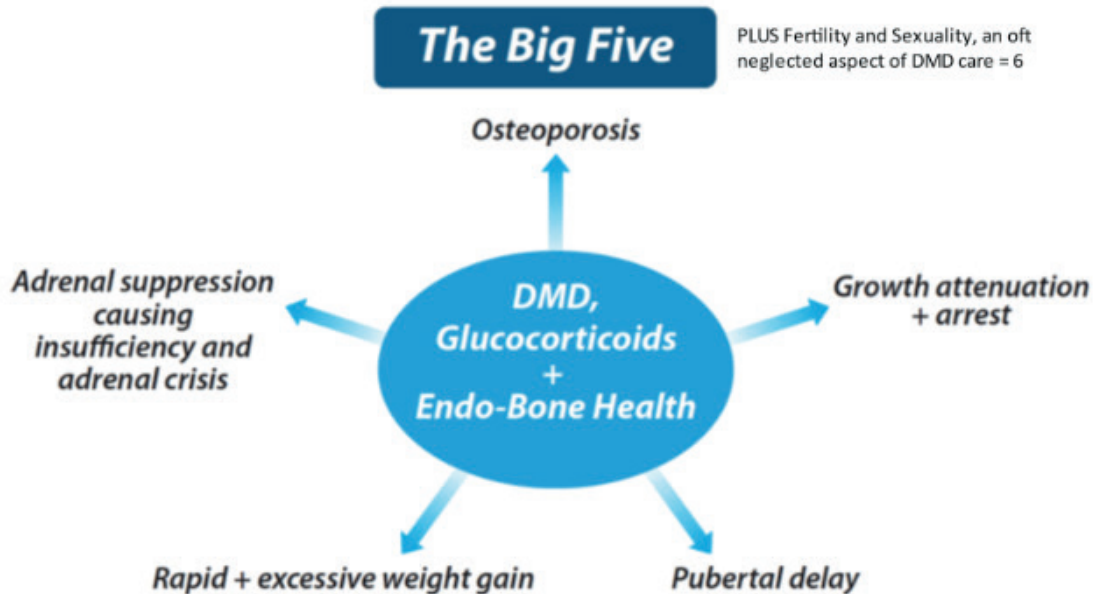 The Big Five
PLUS Fertility and Sexuality, an oft
neglected aspect of DMD care = 6
Osteoporosis
Adrenal suppression
causing
insufficiency and
adrenal crisis
DMD,
Glucocorticoids
+
Endo-Bone Health
Growth attenuation
+ arrest
Rapid + excessive weight gain
Pubertal delay